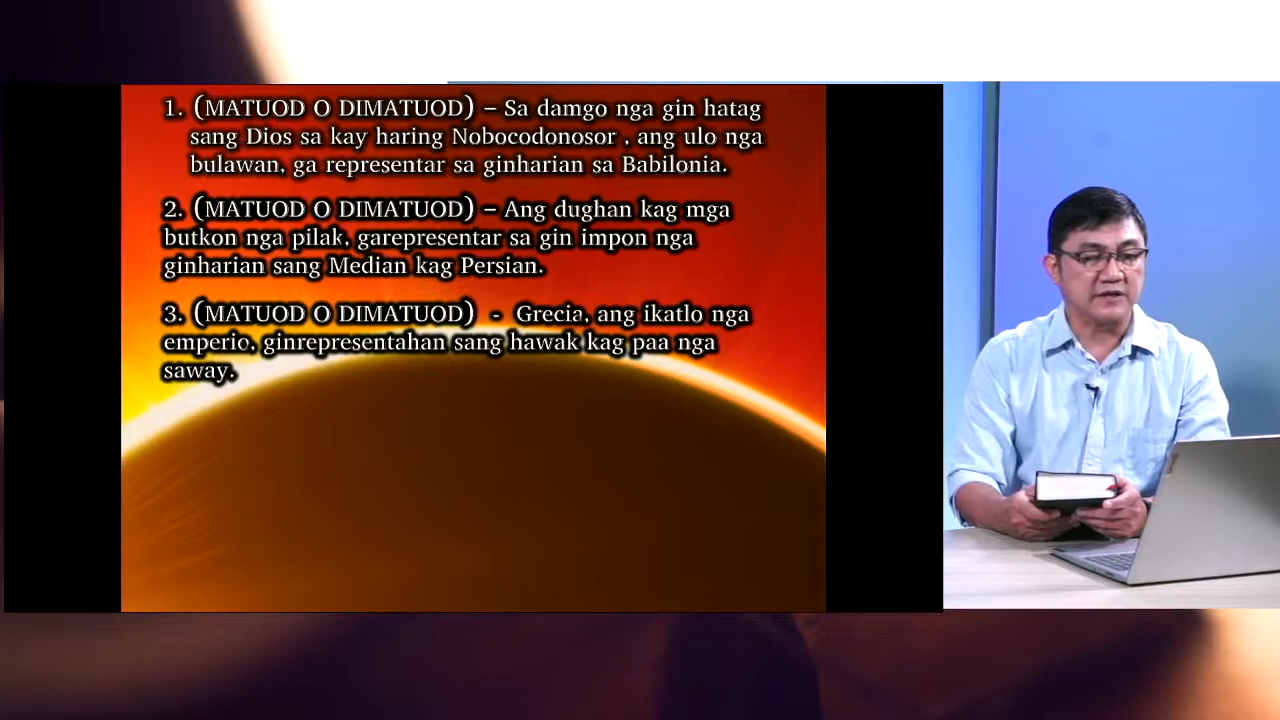 1. (MATUOD O DIMATUOD) – Sa damgo nga gin hatag
sang Dios sa kay haring Nobocodonosor , ang ulo nga
bulawan, ga representar sa ginharian sa Babilonia.
2. (MATUOD O DIMATUOD) – Ang dughan kag mga
butkon nga pilak, garepresentar sa gin impon nga
ginharian sang Median kag Persian.
3. (MATUOD O DIMATUOD) - Grecia, ang ikatlo nga
emperio, ginrepresentahan sang hawak kag paa nga
saway.